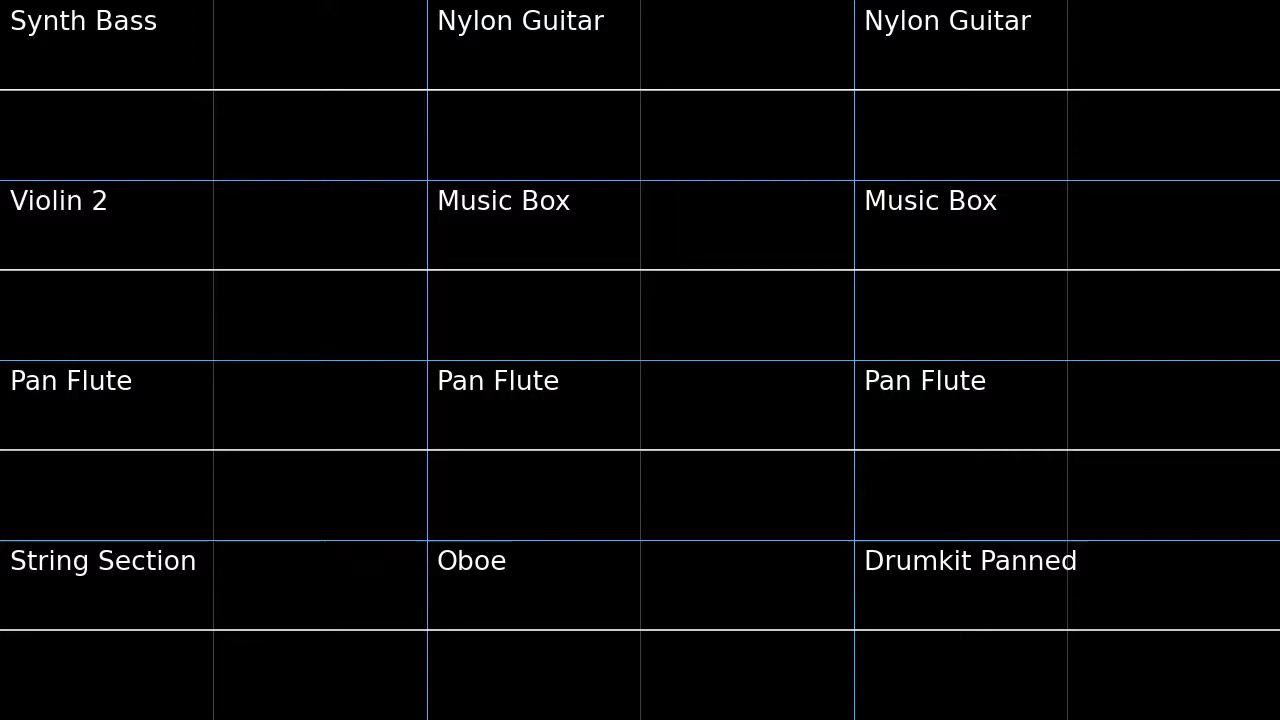 Synth Bass
Nylon Guitar
Nylon Guitar
Violin 2
Music Box
Music Box
Pan Flute
Pan Flute
Pan Flute
String Section
Oboe
Drumkit Panned